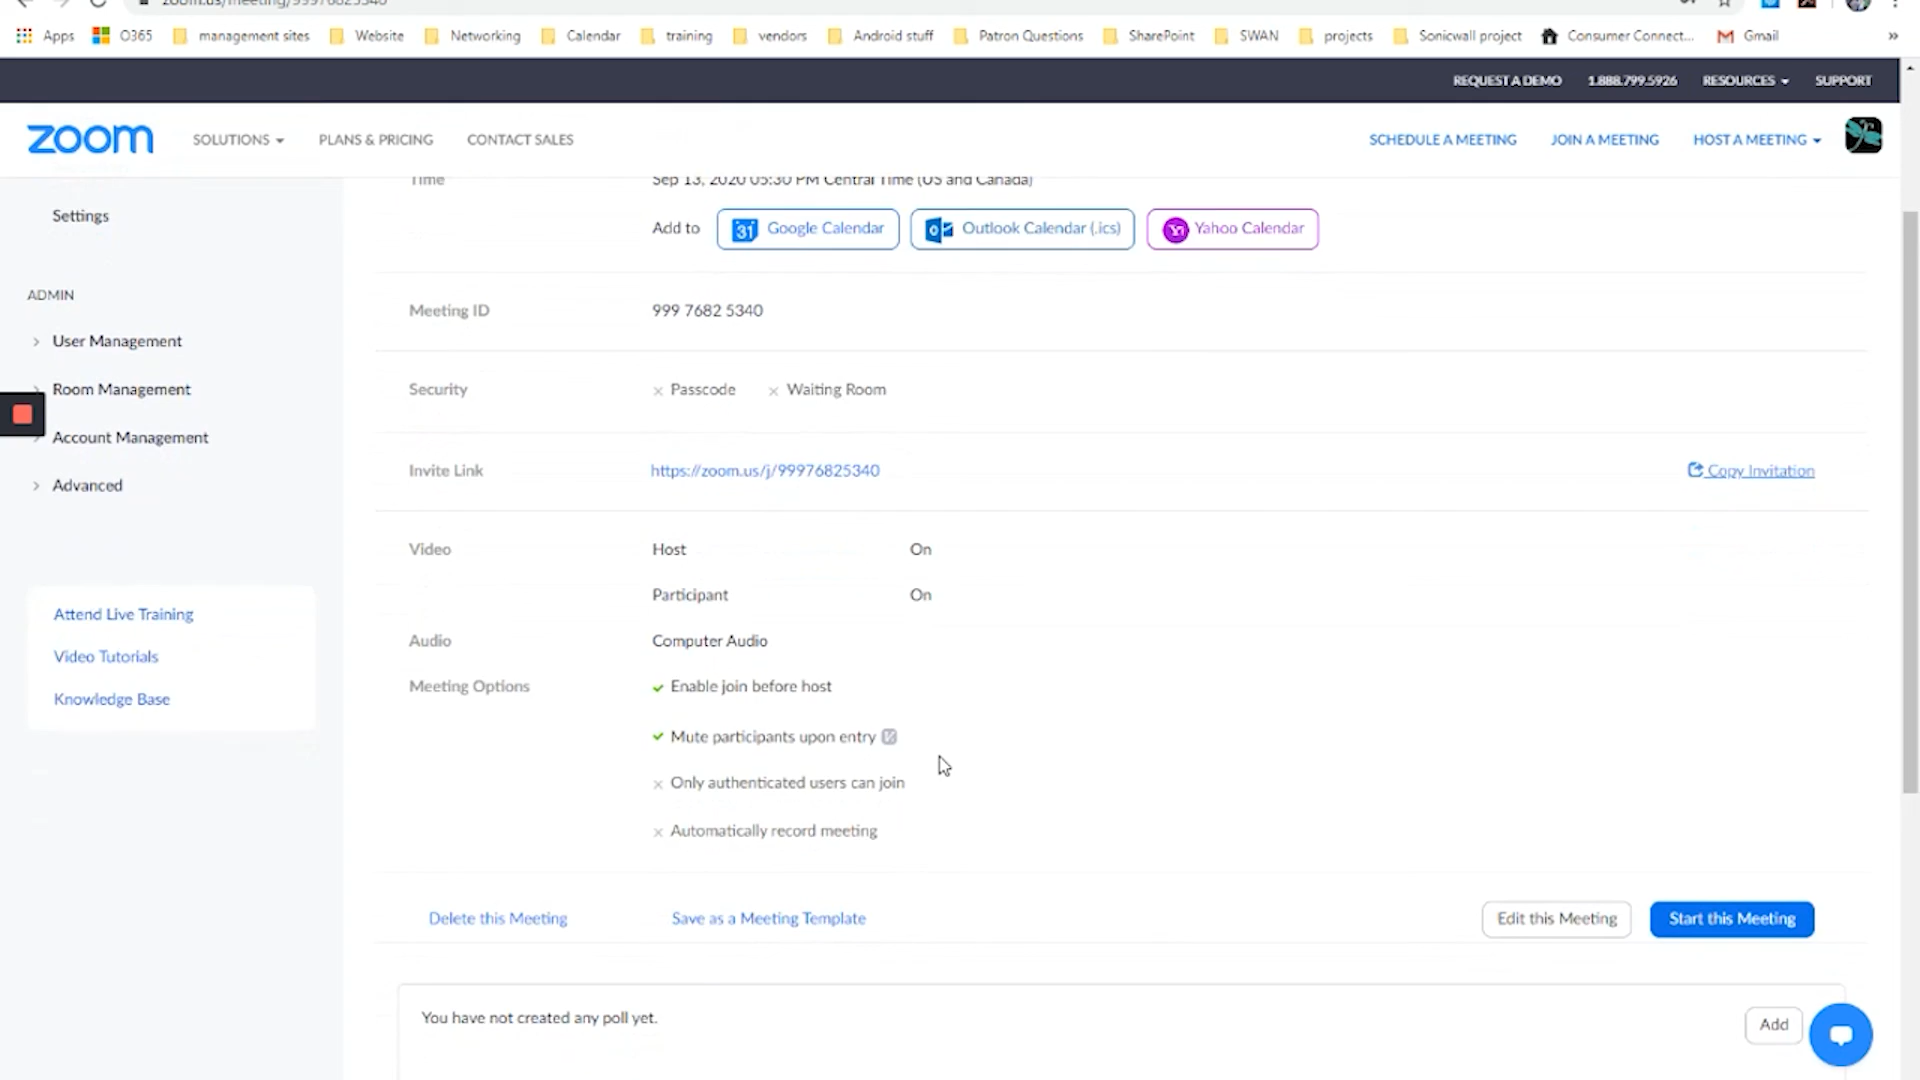 zoom.us/meeting/99976825340
Apps O365 management sites Website Networking Calendar training vendors Android stuff Patron Questions SharePoint SWAN projects Sonicwall project Consumer Connect... Gmail »
REQUEST A DEMO 1.888.799.5926 RESOURCES SUPPORT
zoom SOLUTIONS PLANS & PRICING CONTACT SALES SCHEDULE A MEETING JOIN A MEETING HOST A MEETING
Time Sep 13, 2020 05:30 PM Central Time (US and Canada)
Settings
Add to 31 Google Calendar Outlook Calendar (.ics) Yahoo Calendar
ADMIN
Meeting ID 999 7682 5340
User Management
Room Management
Security Passcode Waiting Room
Account Management
Invite Link https://zoom.us/j/99976825340 Copy Invitation
Advanced
Video Host On
Participant On
Attend Live Training
Audio Computer Audio
Video Tutorials
Meeting Options Enable join before host
Knowledge Base
Mute participants upon entry
Only authenticated users can join
Automatically record meeting
Delete this Meeting Save as a Meeting Template Edit this Meeting Start this Meeting
You have not created any poll yet. Add